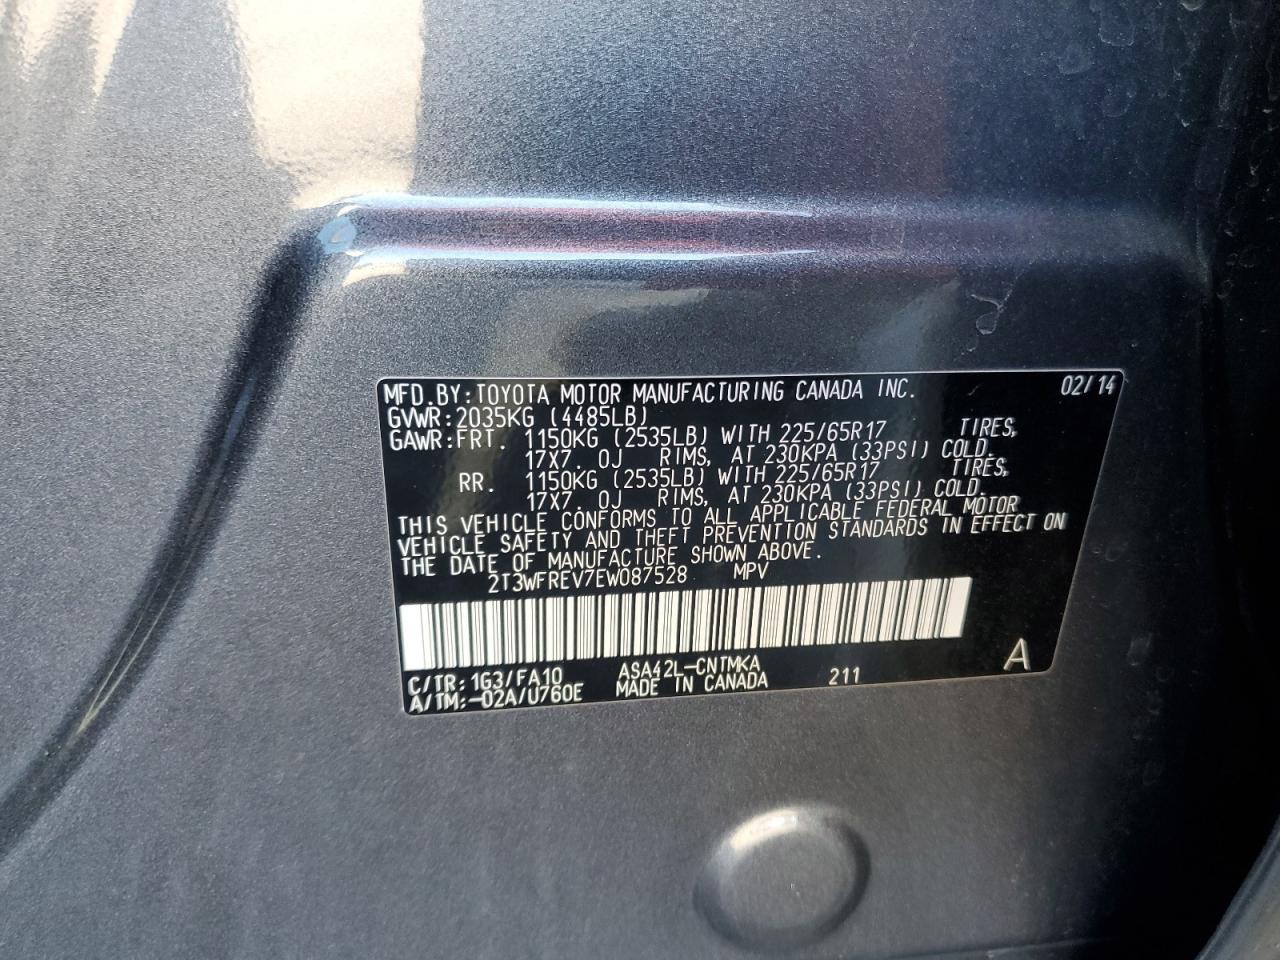 MFD.BY:TOYOTA MOTOR MANUFACTURING CANADA INC. 02/14
GVWR:2035KG (4485LB)
GAWR:FRT. 1150KG (2535LB) WITH 225/65R17 TIRES,
17X7.0J RIMS, AT 230KPA (33PSI) COLD.
RR. 1150KG (2535LB) WITH 225/65R17 TIRES,
17X7.0J RIMS, AT 230KPA (33PSI) COLD.
THIS VEHICLE CONFORMS TO ALL APPLICABLE FEDERAL MOTOR
VEHICLE SAFETY AND THEFT PREVENTION STANDARDS IN EFFECT ON
THE DATE OF MANUFACTURE SHOWN ABOVE.
2T3WFREV7EW087528 MPV
C/TR:1G3/FA10 ASA42L-CNTMKA 211 A
A/TM:-02A/U760E MADE IN CANADA